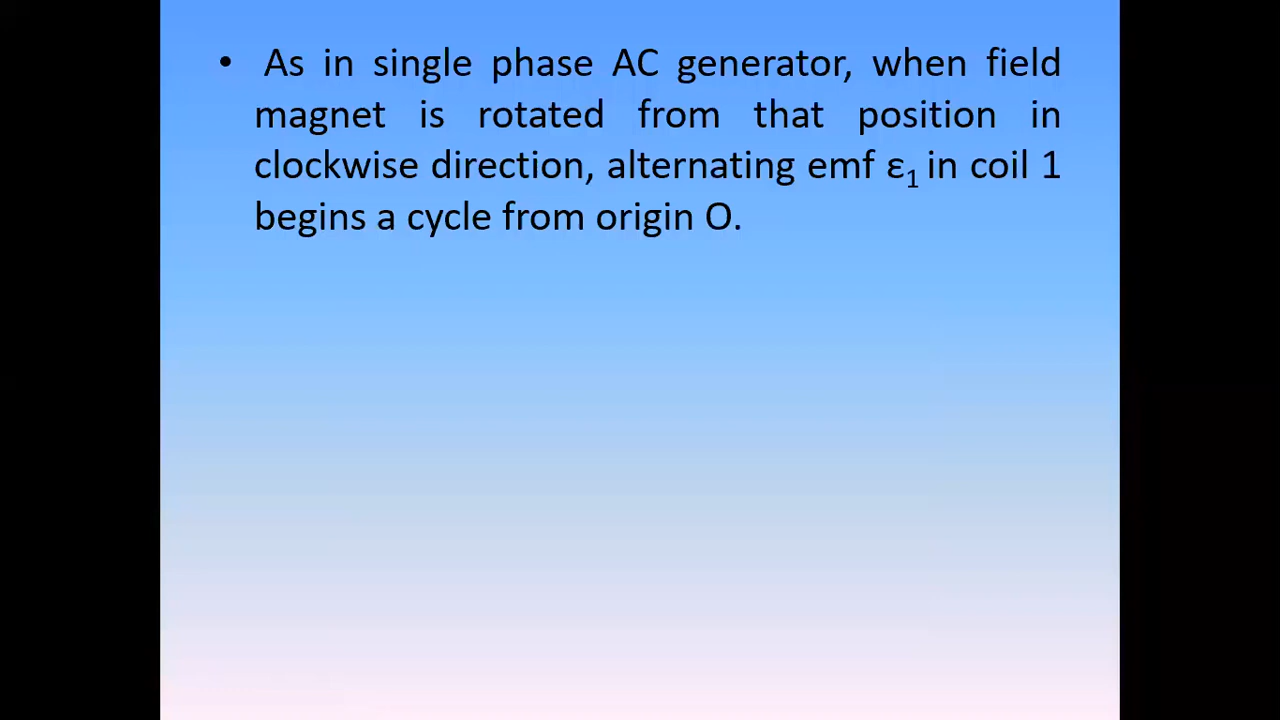 • As in single phase AC generator, when field
magnet is rotated from that position in
clockwise direction, alternating emf ε₁ in coil 1
begins a cycle from origin O.